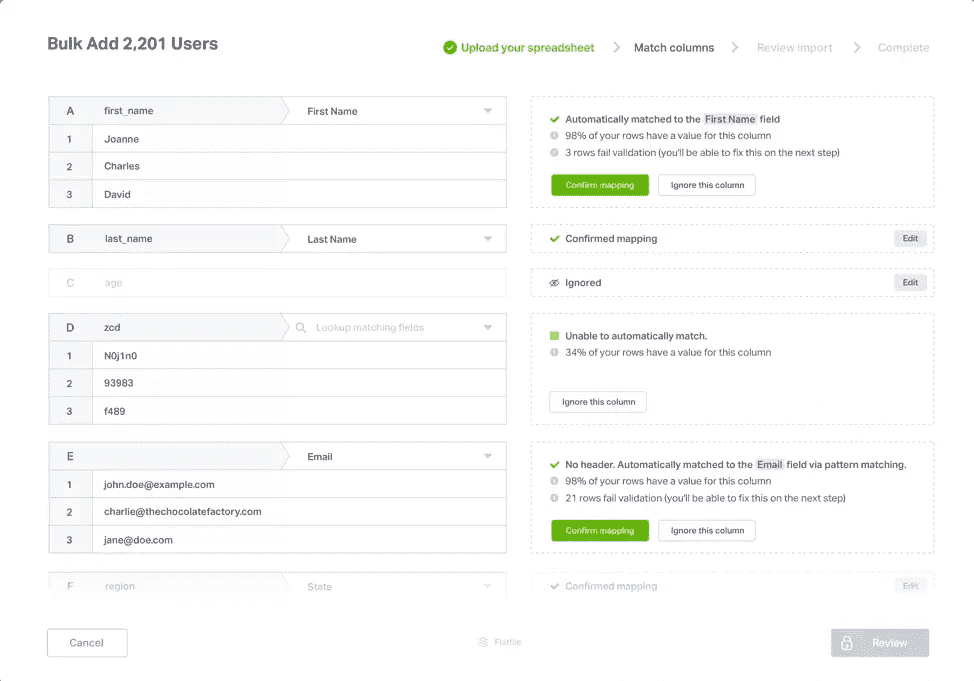 Bulk Add 2,201 Users
Upload your spreadsheet
Match columns
Review import
Complete
A first_name First Name
1 Joanne
2 Charles
3 David
Automatically matched to the First Name field
98% of your rows have a value for this column
3 rows fail validation (you'll be able to fix this on the next step)
Confirm mapping Ignore this column
B last_name Last Name
Confirmed mapping Edit
C age
Ignored Edit
D zcd Lookup matching fields
1 N0j1n0
2 93983
3 f489
Unable to automatically match.
34% of your rows have a value for this column
Ignore this column
E Email
1 john.doe@example.com
2 charlie@thechocolatefactory.com
3 jane@doe.com
No header. Automatically matched to the Email field via pattern matching.
98% of your rows have a value for this column
21 rows fail validation (you'll be able to fix this on the next step)
Confirm mapping Ignore this column
F region State
Confirmed mapping Edit
Cancel
Flatfile
Review